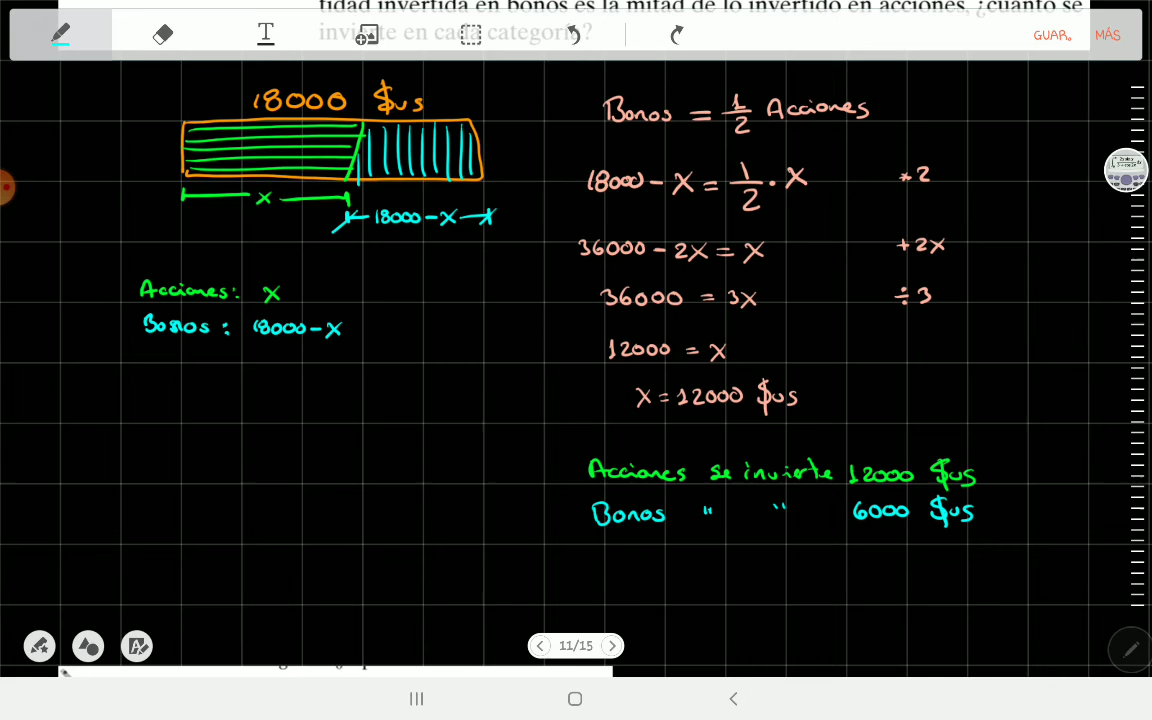 tidad invertida en bonos es la mitad de lo invertido en acciones, ¿cuánto se
invierte en cada categoría?
T
GUAR.
MÁS
18000 $us
x
18000-x
Acciones: x
Bonos: 18000-x
Bonos = 1/2 Acciones
18000 - x = 1/2 · x *2
36000 - 2x = x +2x
36000 = 3x ÷3
12000 = x
x = 12000 $us
Acciones se invierte 12000 $us
Bonos " " 6000 $us
11/15